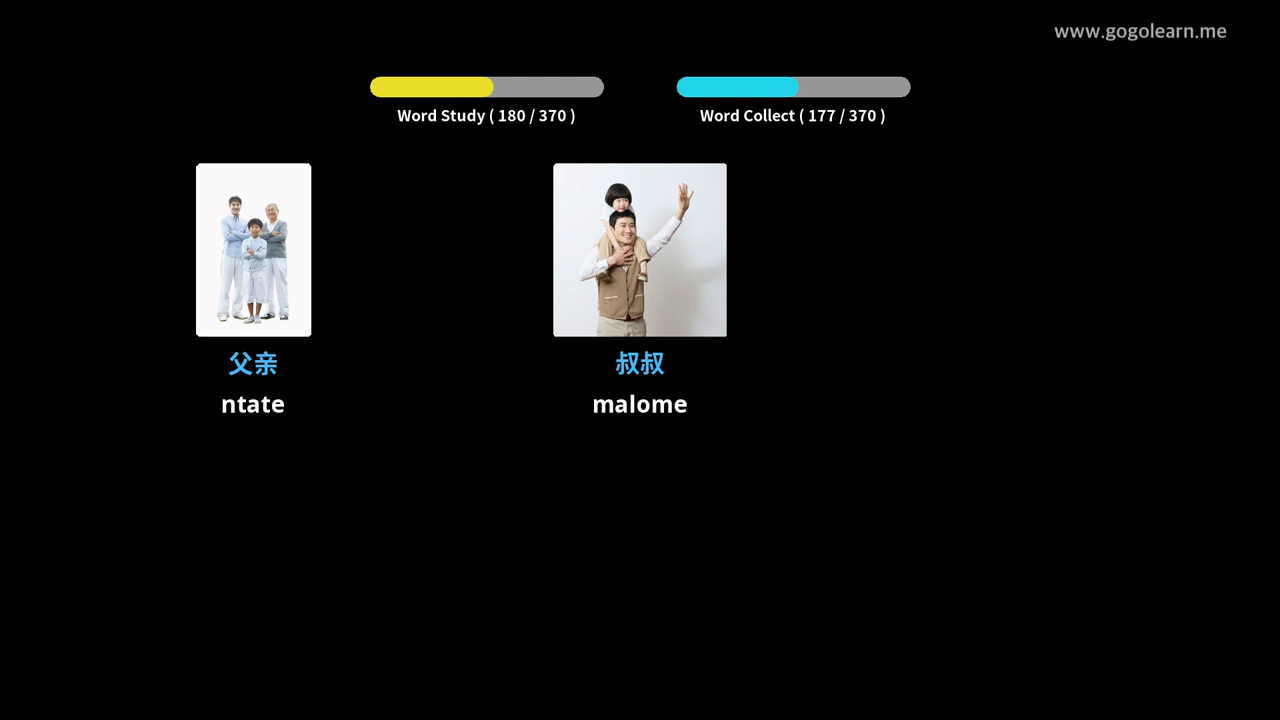 www.gogolearn.me
Word Study ( 180 / 370 )
Word Collect ( 177 / 370 )
父亲
叔叔
ntate
malome